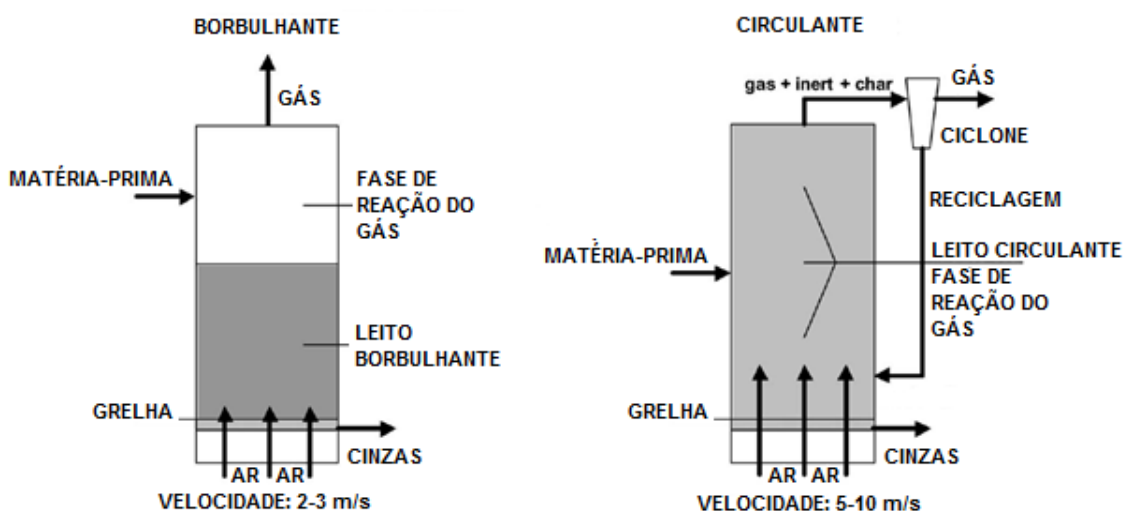 BORBULHANTE
GÁS
MATÉRIA-PRIMA
FASE DE
REAÇÃO DO
GÁS
LEITO
BORBULHANTE
GRELHA
CINZAS
AR AR
VELOCIDADE: 2-3 m/s
CIRCULANTE
gas + inert + char
GÁS
CICLONE
RECICLAGEM
MATÉRIA-PRIMA
LEITO CIRCULANTE
FASE DE
REAÇÃO DO
GÁS
GRELHA
CINZAS
AR AR
VELOCIDADE: 5-10 m/s